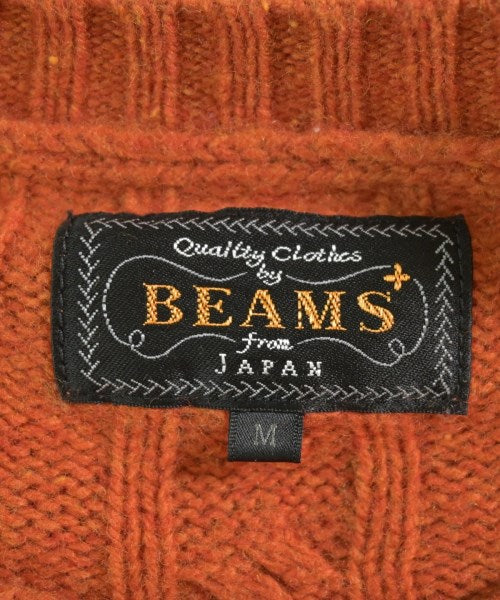 Quality Clothes
by
BEAMS+
from
JAPAN
M